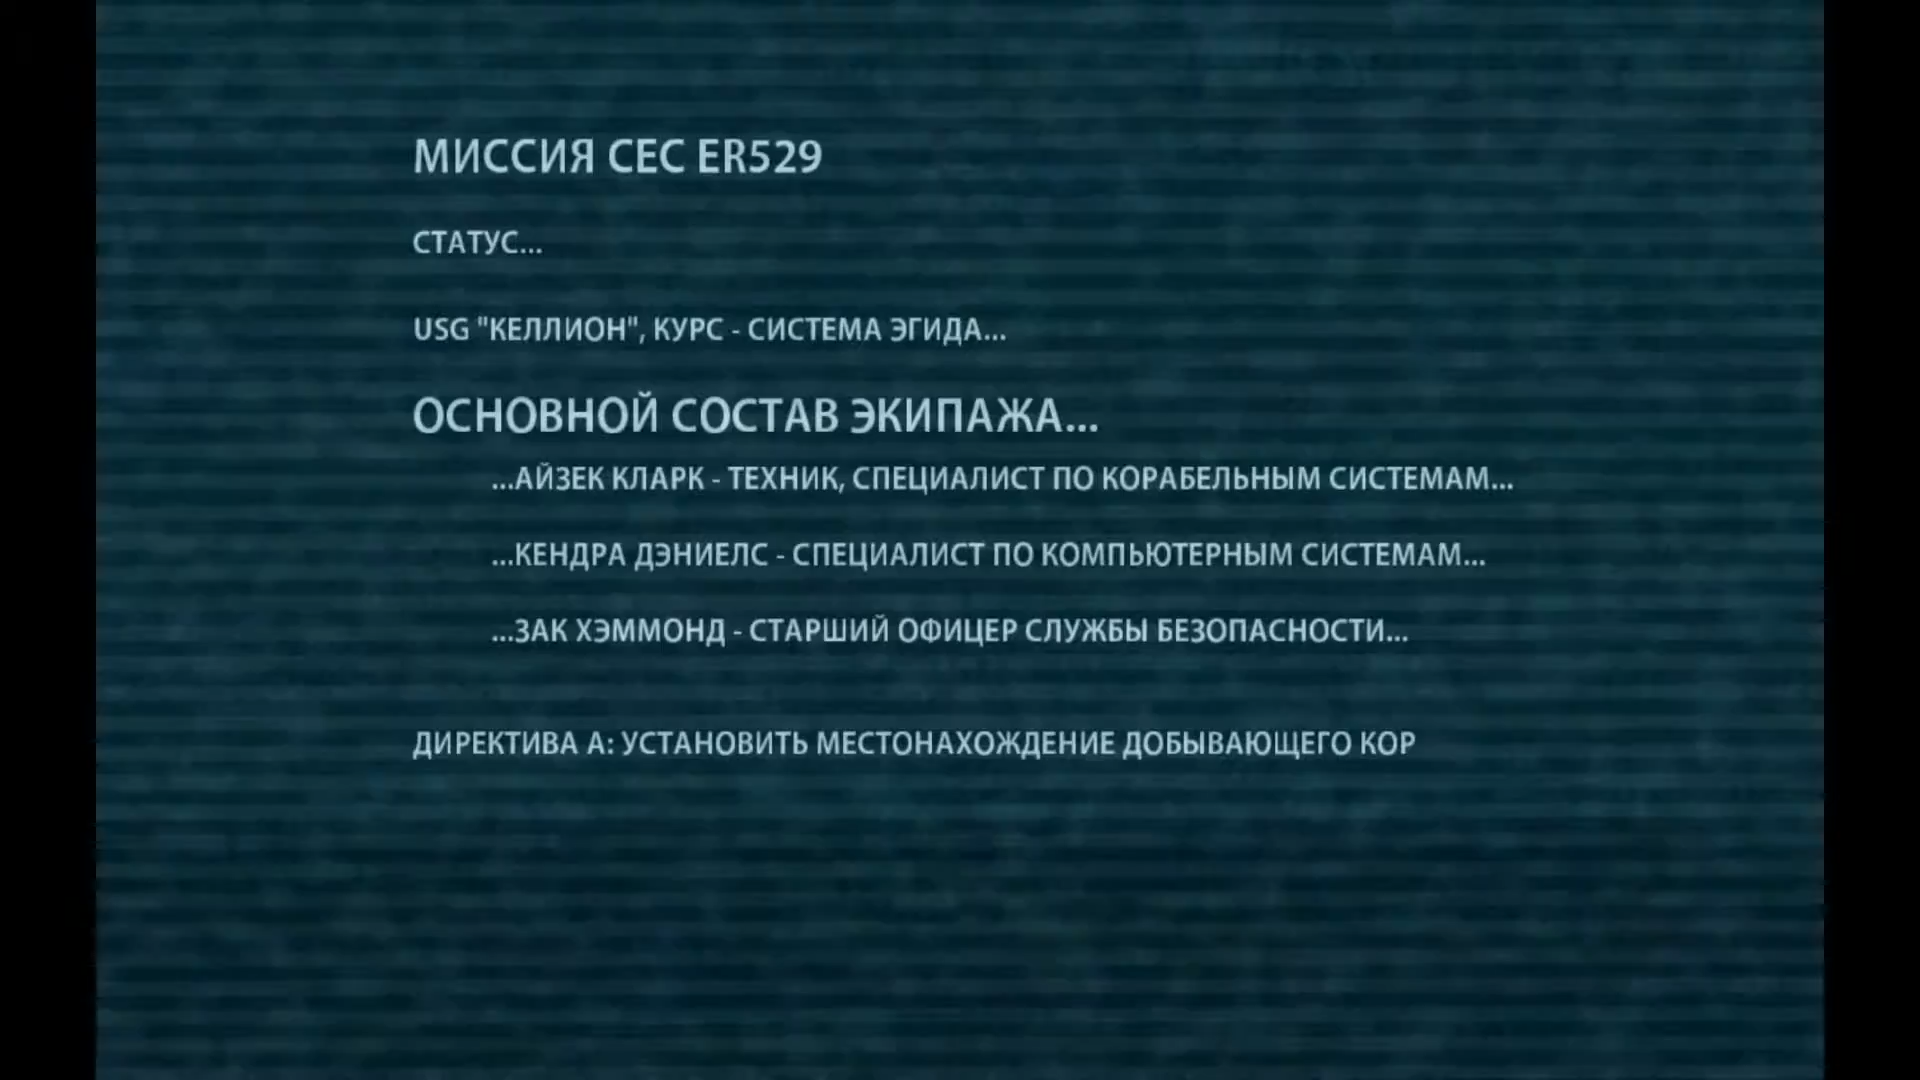 МИССИЯ CEC ER529
СТАТУС...
USG "КЕЛЛИОН", КУРС - СИСТЕМА ЭГИДА...
ОСНОВНОЙ СОСТАВ ЭКИПАЖА...
...АЙЗЕК КЛАРК - ТЕХНИК, СПЕЦИАЛИСТ ПО КОРАБЕЛЬНЫМ СИСТЕМАМ...
...КЕНДРА ДЭНИЕЛС - СПЕЦИАЛИСТ ПО КОМПЬЮТЕРНЫМ СИСТЕМАМ...
...ЗАК ХЭММОНД - СТАРШИЙ ОФИЦЕР СЛУЖБЫ БЕЗОПАСНОСТИ...
ДИРЕКТИВА А: УСТАНОВИТЬ МЕСТОНАХОЖДЕНИЕ ДОБЫВАЮЩЕГО КОР